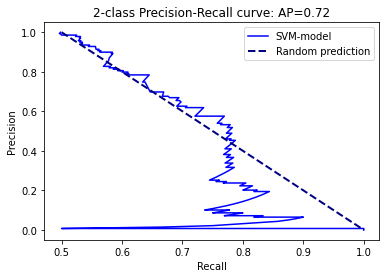 2-class Precision-Recall curve: AP=0.72
SVM-model
Random prediction
Precision
1.0
0.8
0.6
0.4
0.2
0.0
0.5 0.6 0.7 0.8 0.9 1.0
Recall